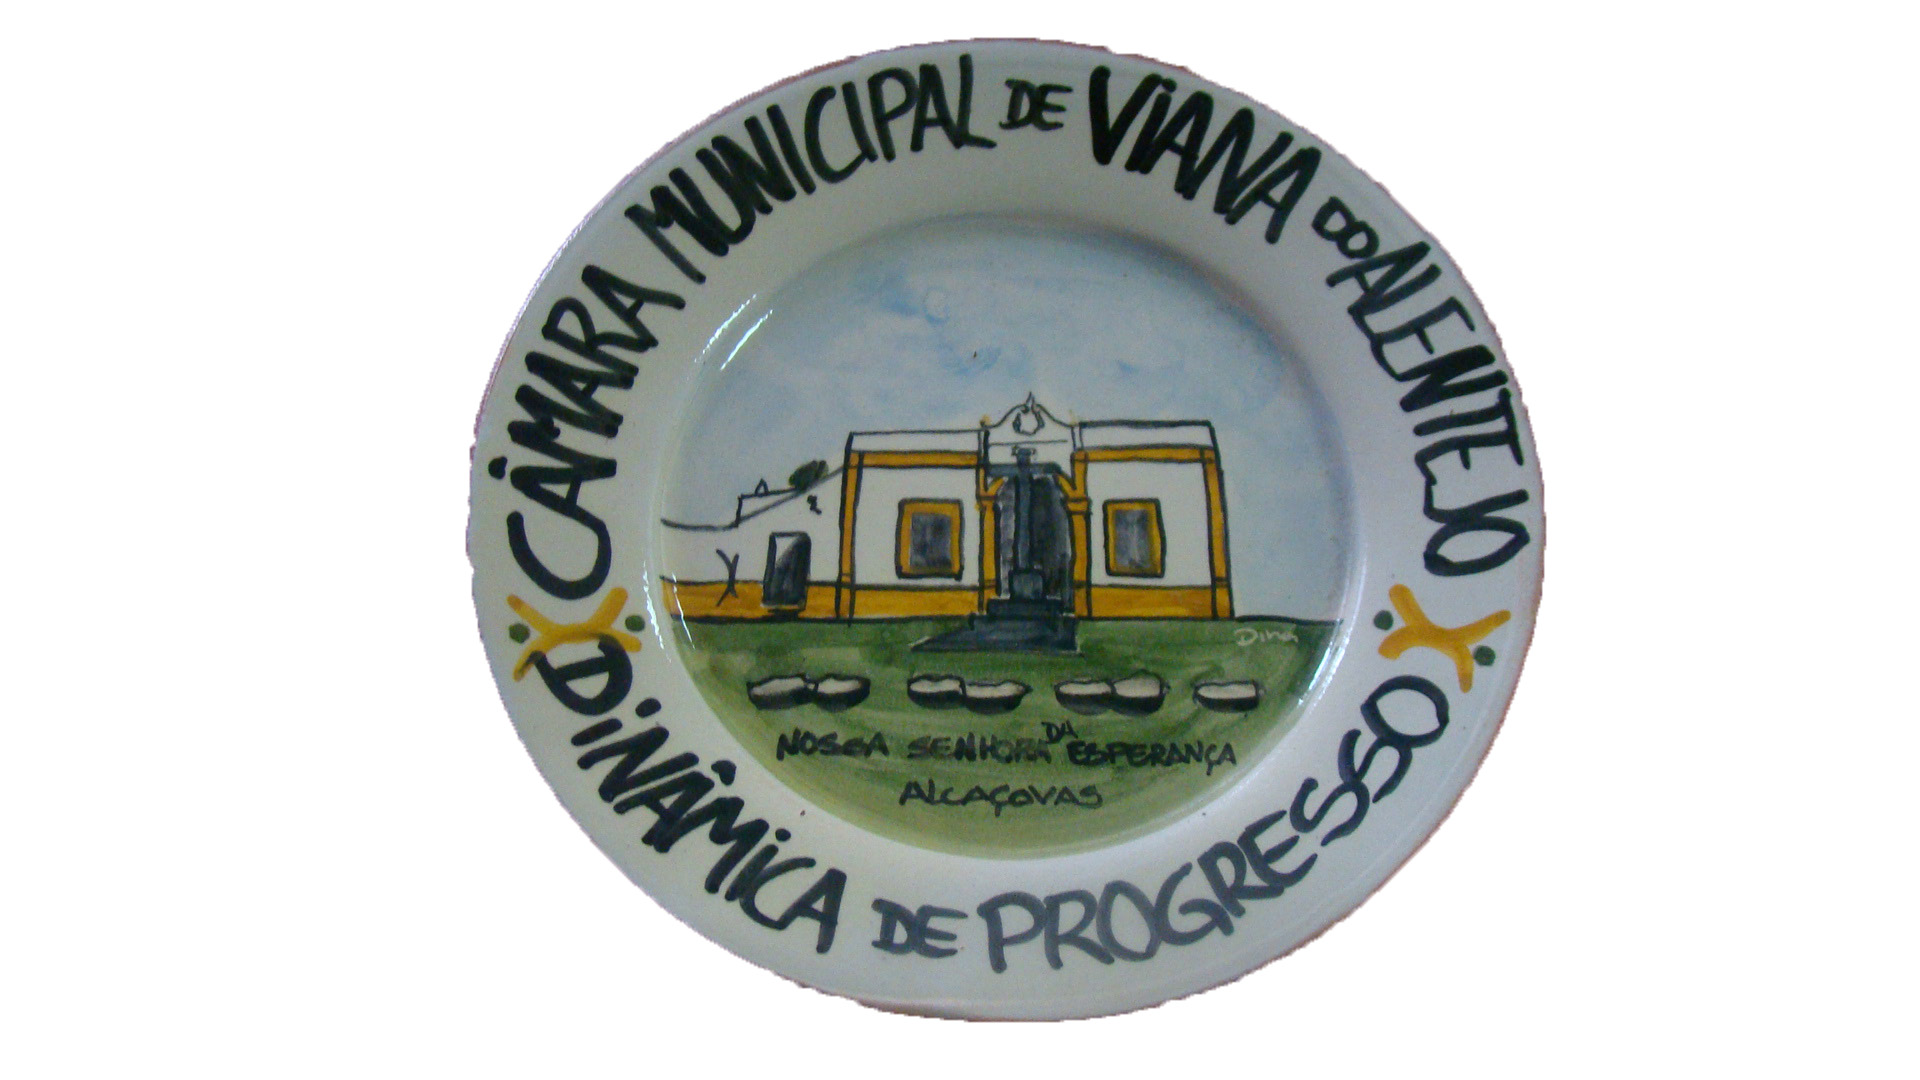 CÂMARA MUNICIPAL DE VIANA DO ALENTEJO
Dina
NOSSA SENHORA DA ESPERANÇA
ALCAÇOVAS
DiNÂMiCA DE PROGRESSO